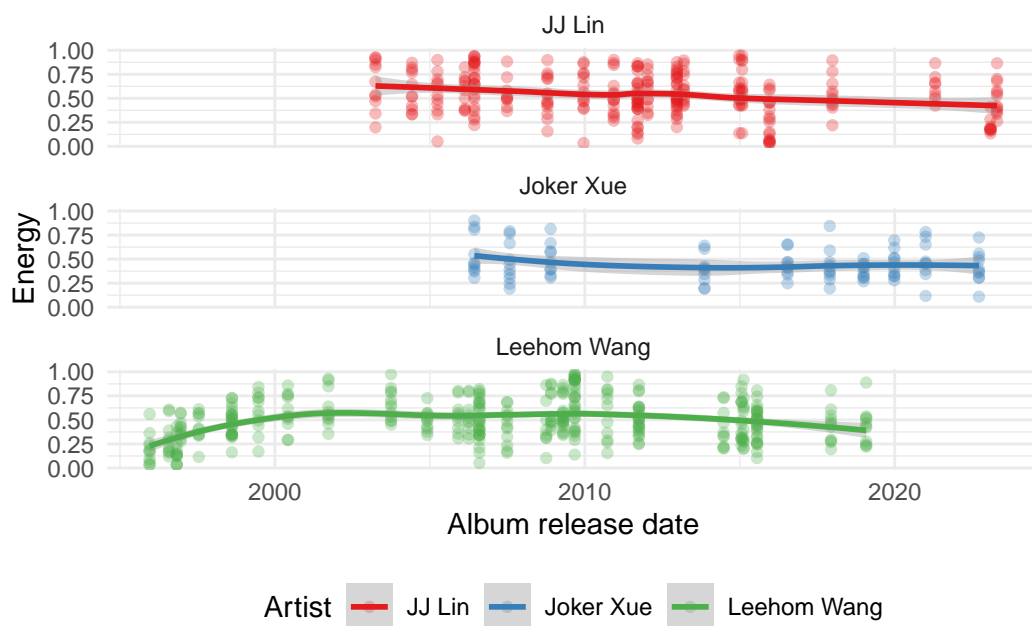 JJ Lin
1.00
0.75
0.50
0.25
0.00
Joker Xue
1.00
0.75
0.50
0.25
0.00
Energy
Leehom Wang
1.00
0.75
0.50
0.25
0.00
2000 2010 2020
Album release date
Artist JJ Lin Joker Xue Leehom Wang